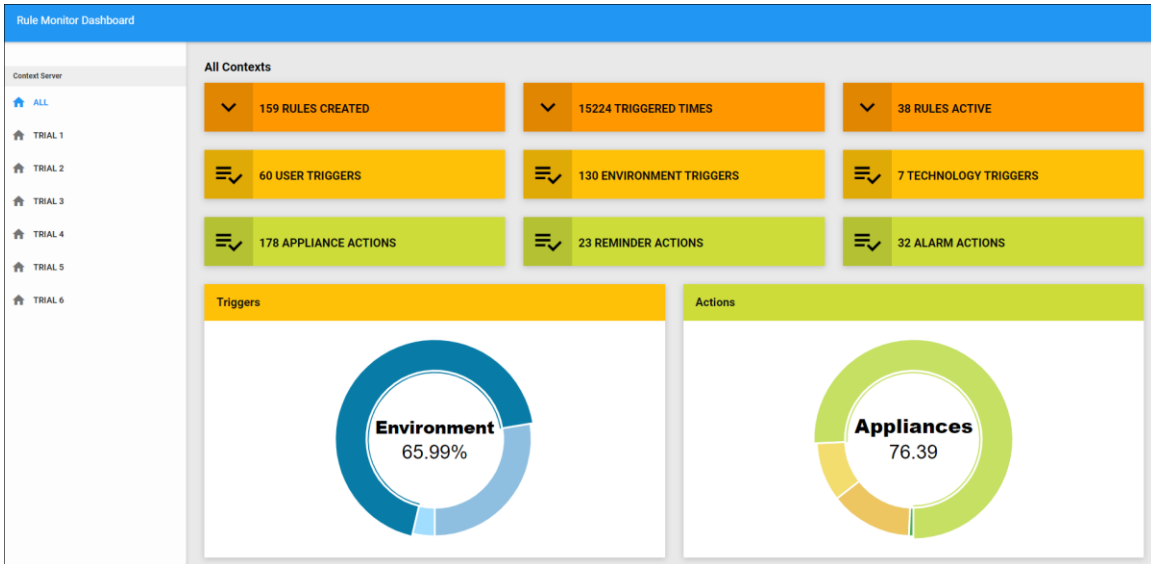 Rule Monitor Dashboard
Context Server
ALL
TRIAL 1
TRIAL 2
TRIAL 3
TRIAL 4
TRIAL 5
TRIAL 6
All Contexts
159 RULES CREATED
15224 TRIGGERED TIMES
38 RULES ACTIVE
60 USER TRIGGERS
130 ENVIRONMENT TRIGGERS
7 TECHNOLOGY TRIGGERS
178 APPLIANCE ACTIONS
23 REMINDER ACTIONS
32 ALARM ACTIONS
Triggers
Environment
65.99%
Actions
Appliances
76.39